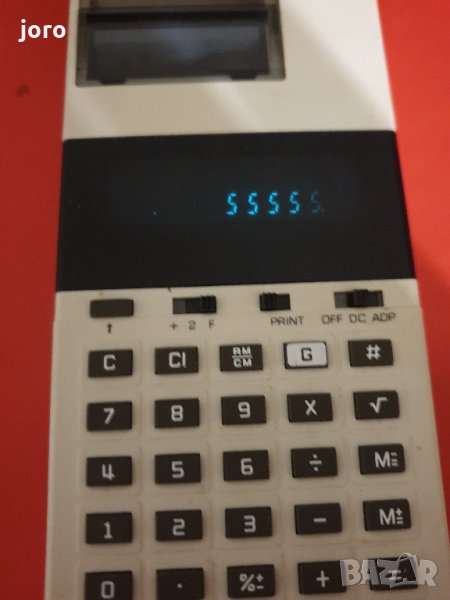 joro
55555.
↑ + 2 F PRINT OFF DC ADP
C CI RM/CM G #
7 8 9 X √
4 5 6 ÷ M=
1 2 3 - M±
0 . %± + =
BAZAR